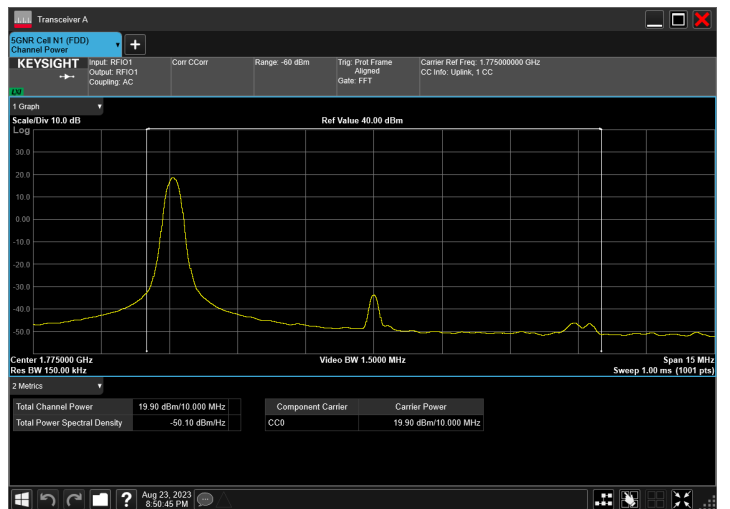 Transceiver A
5GNR Cell N1 (FDD)
Channel Power
KEYSIGHT
LXI
Input: RFIO1
Output: RFIO1
Coupling: AC
Corr CCorr
Range: -60 dBm
Trig: Prot Frame
Aligned
Gate: FFT
Carrier Ref Freq: 1.775000000 GHz
CC Info: Uplink, 1 CC
1 Graph
Scale/Div 10.0 dB
Ref Value 40.00 dBm
Log
30.0
20.0
10.0
0.00
-10.0
-20.0
-30.0
-40.0
-50.0
Center 1.775000 GHz
Video BW 1.5000 MHz
Span 15 MHz
Res BW 150.00 kHz
Sweep 1.00 ms (1001 pts)
2 Metrics
Total Channel Power 19.90 dBm/10.000 MHz
Total Power Spectral Density -50.10 dBm/Hz
Component Carrier Carrier Power
CC0 19.90 dBm/10.000 MHz
Aug 23, 2023
8:50:45 PM